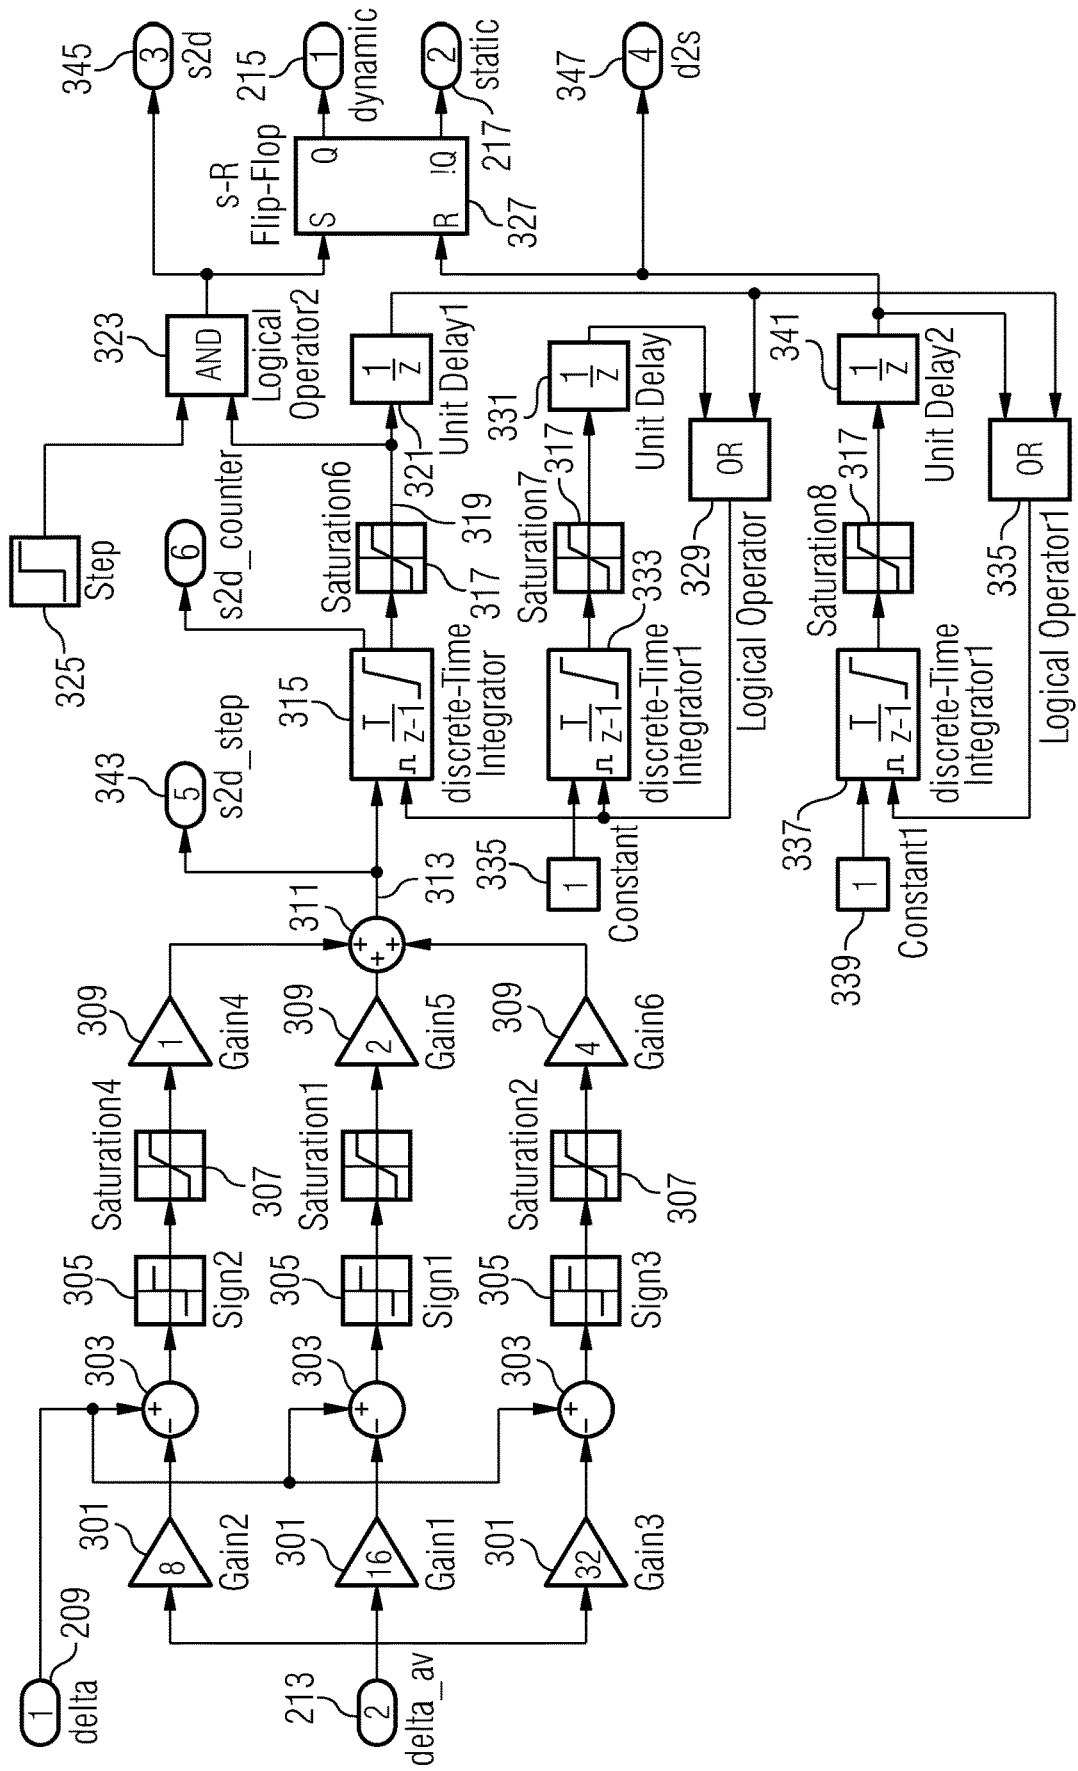 1
209
delta
2
213
delta_av
301
8
Gain2
301
16
Gain1
301
32
Gain3
303
+
−
303
+
−
303
+
−
305
Sign2
305
Sign1
305
Sign3
Saturation4
307
Saturation1
Saturation2
307
309
1
Gain4
309
2
Gain5
309
4
Gain6
311
+
+
+
313
343
5
s2d_step
315
T
z−1
discrete-Time
Integrator
6
s2d_counter
325
Step
Saturation6
317
319
321
1
z
Unit Delay1
323
AND
Logical
Operator2
345
3
s2d
s-R
Flip-Flop
S
Q
R
!Q
327
215
1
dynamic
2
static
217
347
4
d2s
335
1
Constant
T
z−1
333
discrete-Time
Integrator1
Saturation7
317
331
1
z
Unit Delay
OR
329
Logical Operator
339
1
Constant1
337
T
z−1
discrete-Time
Integrator1
Saturation8
317
341
1
z
Unit Delay2
OR
335
Logical Operator1